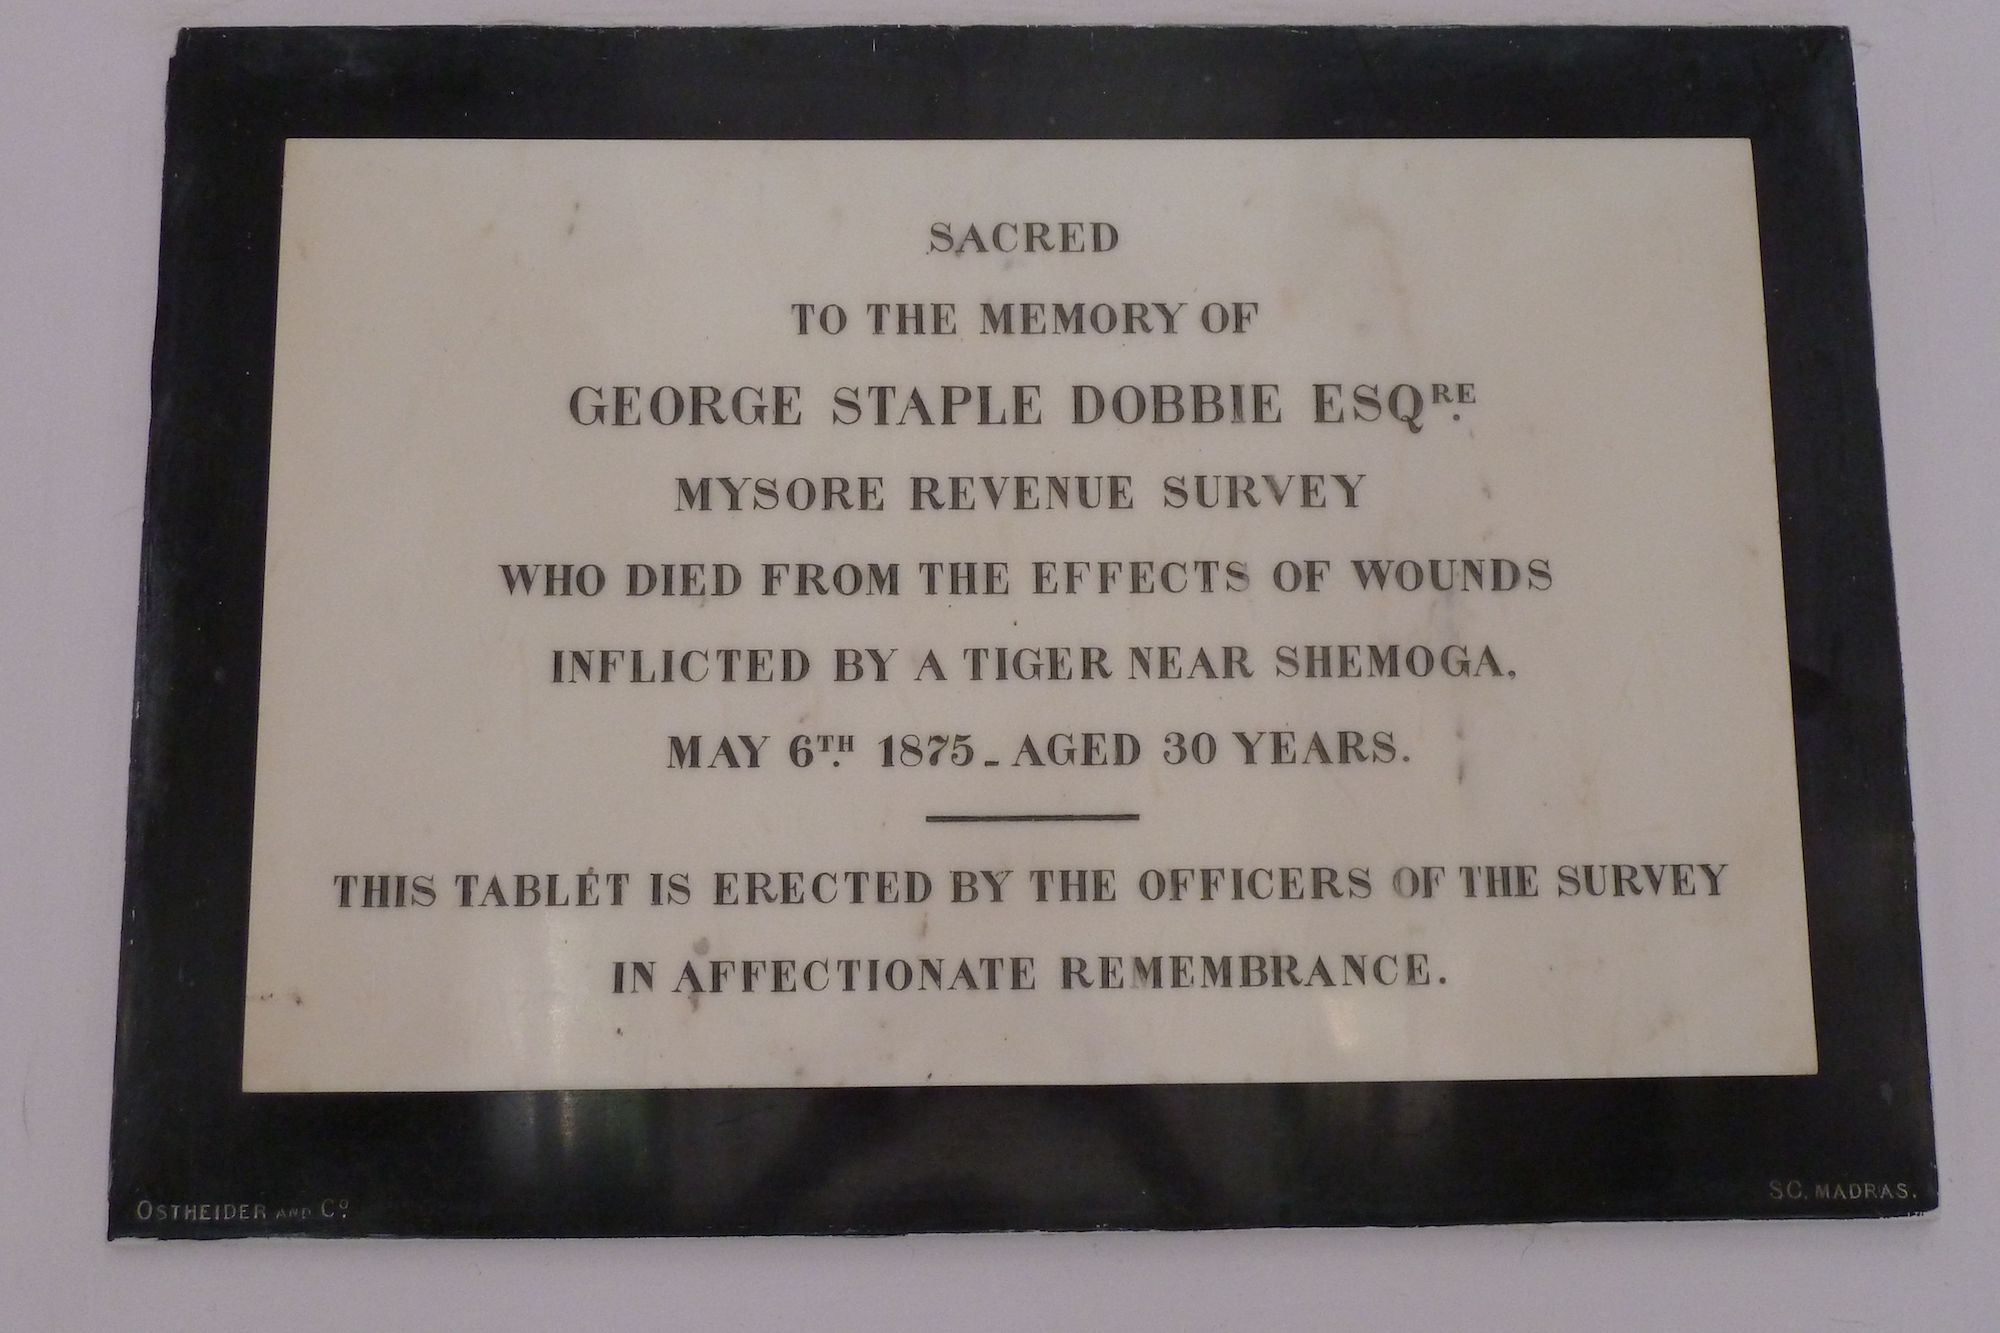 SACRED
TO THE MEMORY OF
GEORGE STAPLE DOBBIE ESQRE.
MYSORE REVENUE SURVEY
WHO DIED FROM THE EFFECTS OF WOUNDS
INFLICTED BY A TIGER NEAR SHEMOGA.
MAY 6TH. 1875_ AGED 30 YEARS.
THIS TABLET IS ERECTED BY THE OFFICERS OF THE SURVEY
IN AFFECTIONATE REMEMBRANCE.
OSTHEIDER AND CO.
SC. MADRAS.